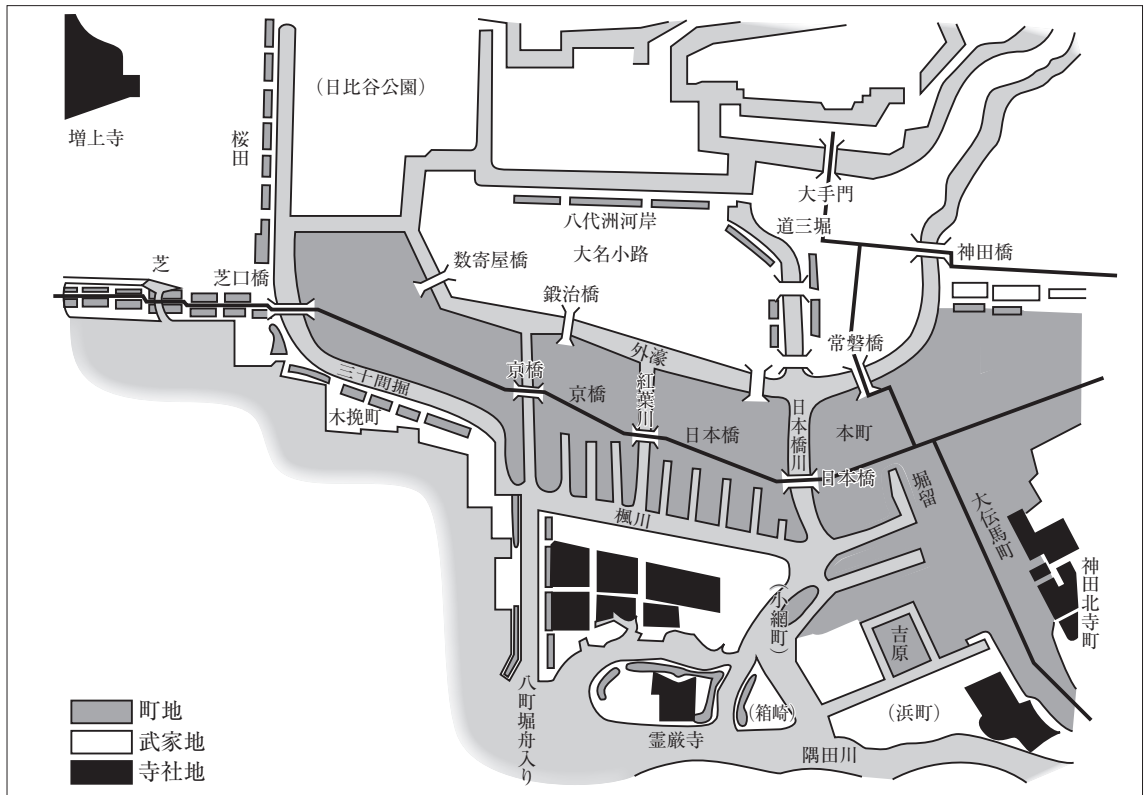 増上寺
桜田
(日比谷公園)
大手門
八代洲河岸
道三堀
大名小路
神田橋
数寄屋橋
芝
芝口橋
鍛治橋
常磐橋
外濠
京橋
京橋
紅葉川
三十間堀
木挽町
日本橋
日本橋川
本町
日本橋
堀留
大伝馬町
楓川
神田北寺町
(小網町)
吉原
八町堀舟入り
(箱崎)
(浜町)
霊厳寺
隅田川
町地
武家地
寺社地